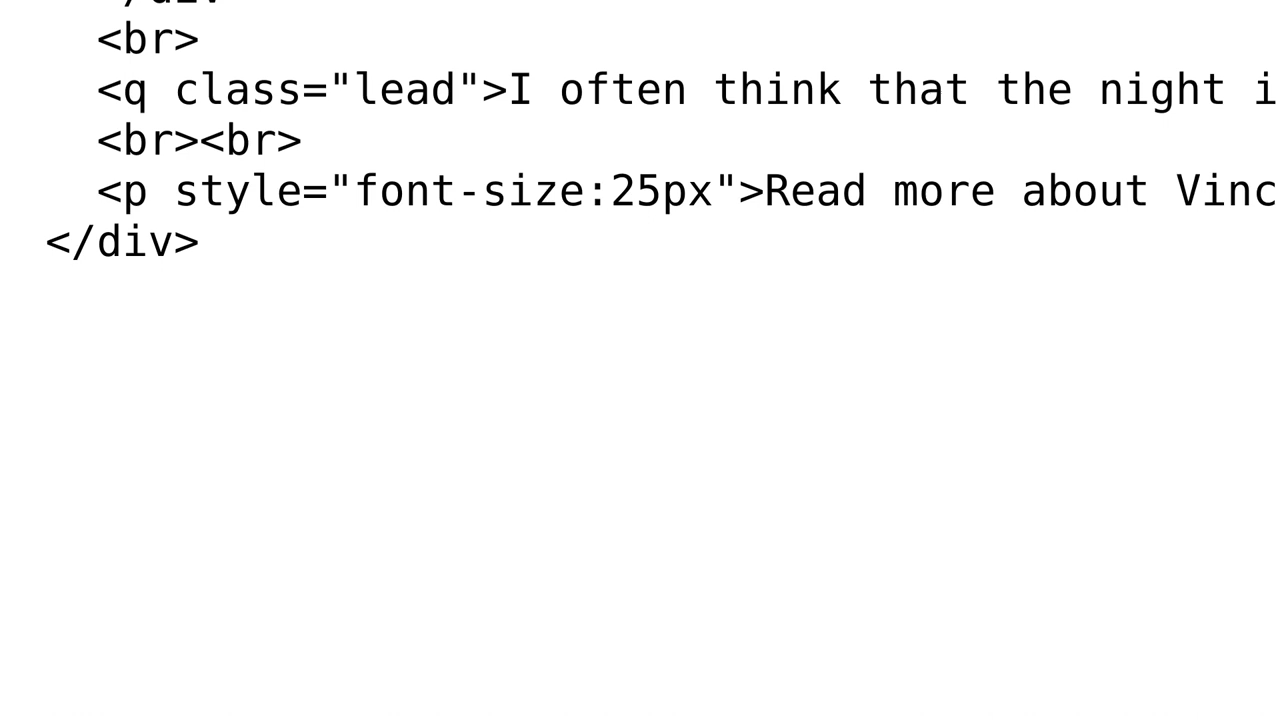 /div
<br>
<q class="lead">I often think that the night i
<br><br>
<p style="font-size:25px">Read more about Vinc
</div>